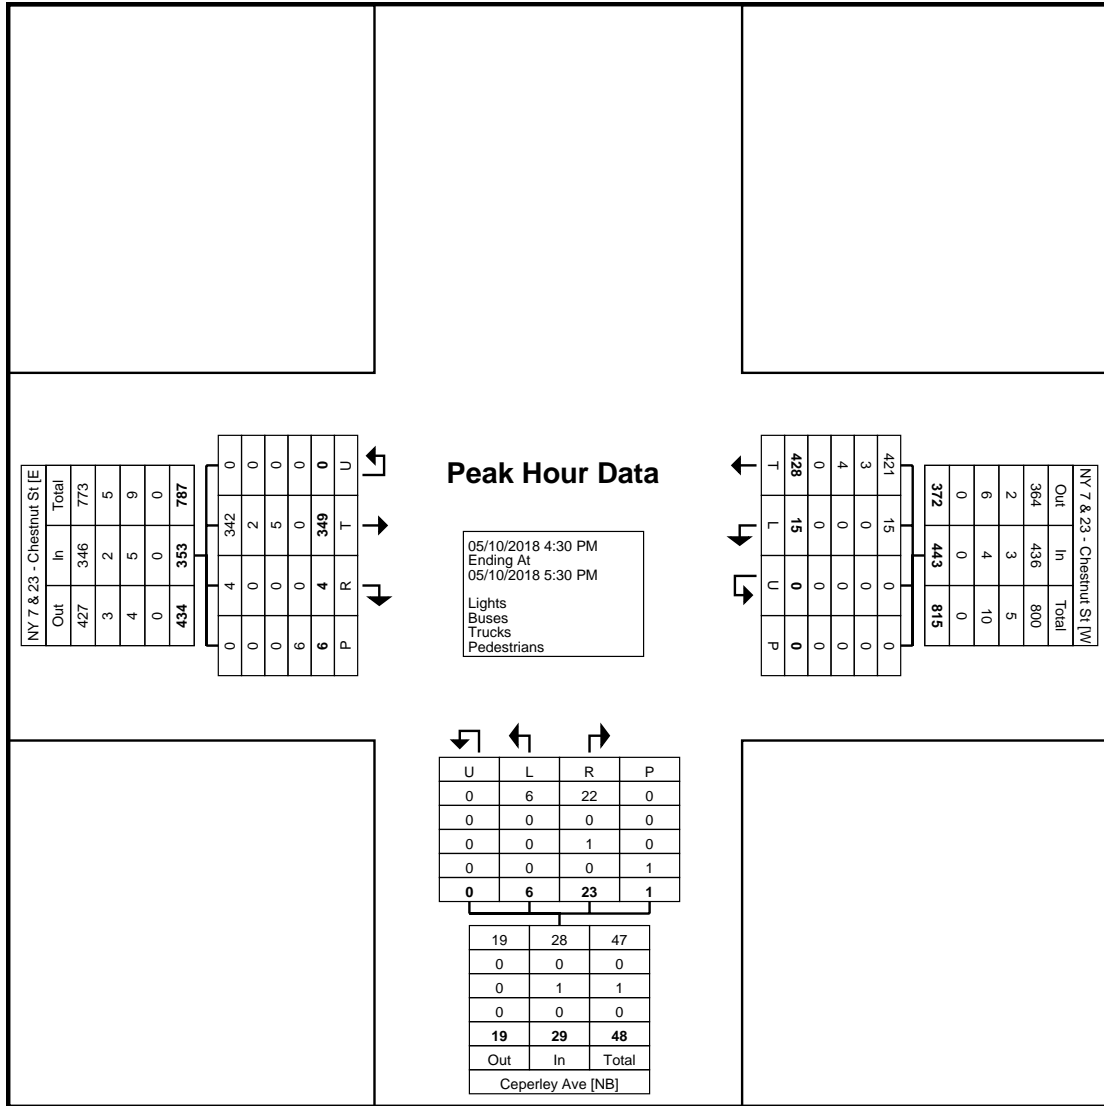 Peak Hour Data
05/10/2018 4:30 PM
Ending At
05/10/2018 5:30 PM
Lights
Buses
Trucks
Pedestrians
NY 7 & 23 - Chestnut St [E
Out In Total
427 346 773
3 2 5
4 5 9
0 0 0
434 353 787
0 342 4 0
0 2 0 0
0 5 0 0
0 0 0 6
0 349 4 6
U T R P
NY 7 & 23 - Chestnut St [W
Out In Total
364 436 800
2 3 5
6 4 10
0 0 0
372 443 815
421 15 0 0
3 0 0 0
4 0 0 0
0 0 0 0
428 15 0 0
T L U P
U L R P
0 6 22 0
0 0 0 0
0 0 1 0
0 0 0 1
0 6 23 1
19 28 47
0 0 0
0 1 1
0 0 0
19 29 48
Out In Total
Ceperley Ave [NB]